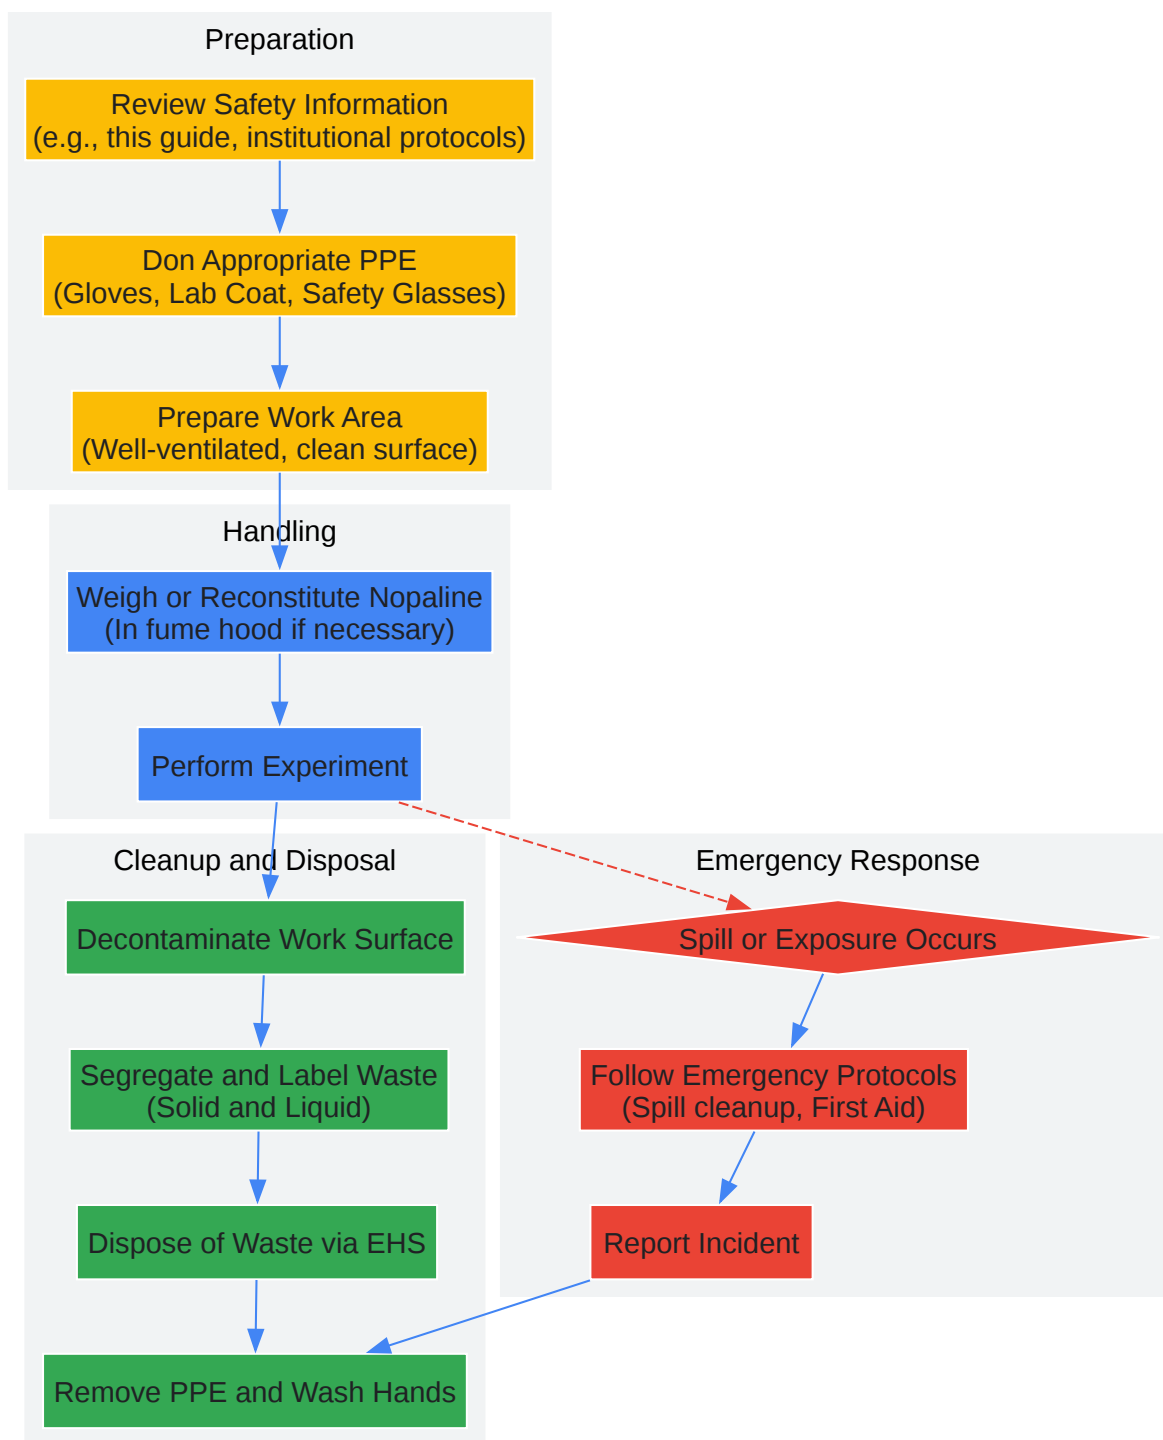 Preparation
Review Safety Information
(e.g., this guide, institutional protocols)
Don Appropriate PPE
(Gloves, Lab Coat, Safety Glasses)
Prepare Work Area
(Well-ventilated, clean surface)
Handling
Weigh or Reconstitute Nopaline
(In fume hood if necessary)
Perform Experiment
Cleanup and Disposal
Decontaminate Work Surface
Segregate and Label Waste
(Solid and Liquid)
Dispose of Waste via EHS
Remove PPE and Wash Hands
Emergency Response
Spill or Exposure Occurs
Follow Emergency Protocols
(Spill cleanup, First Aid)
Report Incident